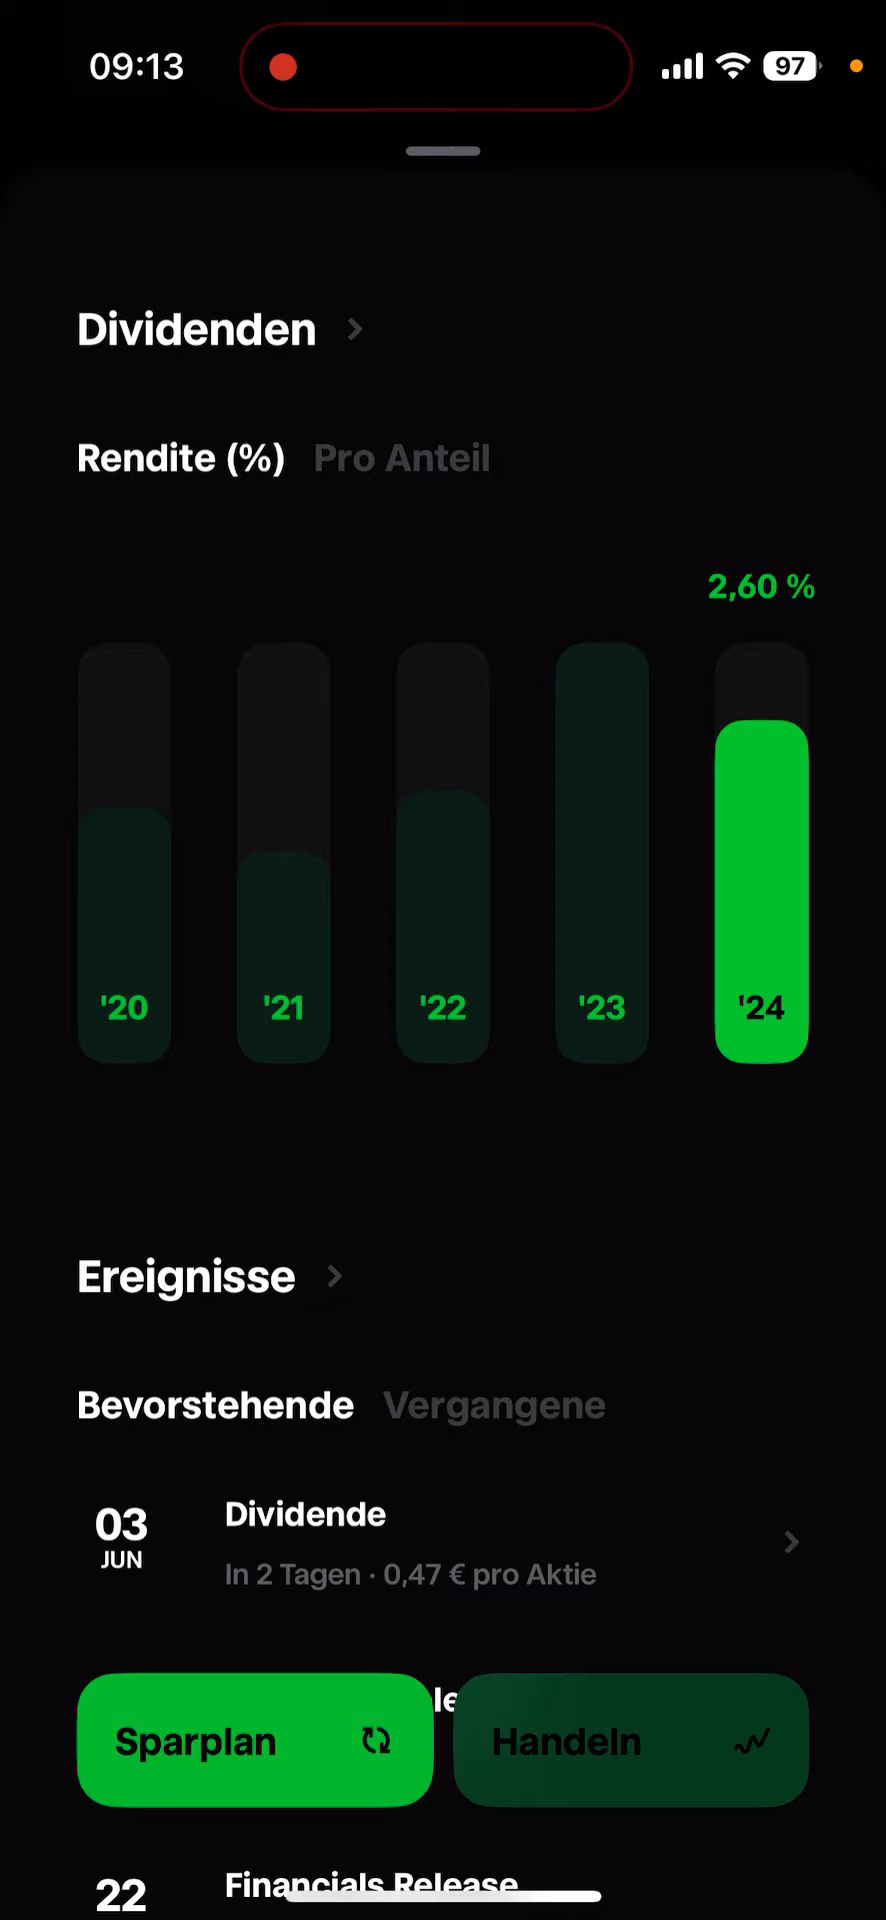 09:13
97
Dividenden
Rendite (%) Pro Anteil
2,60 %
'20 '21 '22 '23 '24
Ereignisse
Bevorstehende Vergangene
03 Dividende
JUN In 2 Tagen · 0,47 € pro Aktie
Sparplan Handeln
22 Financials Release